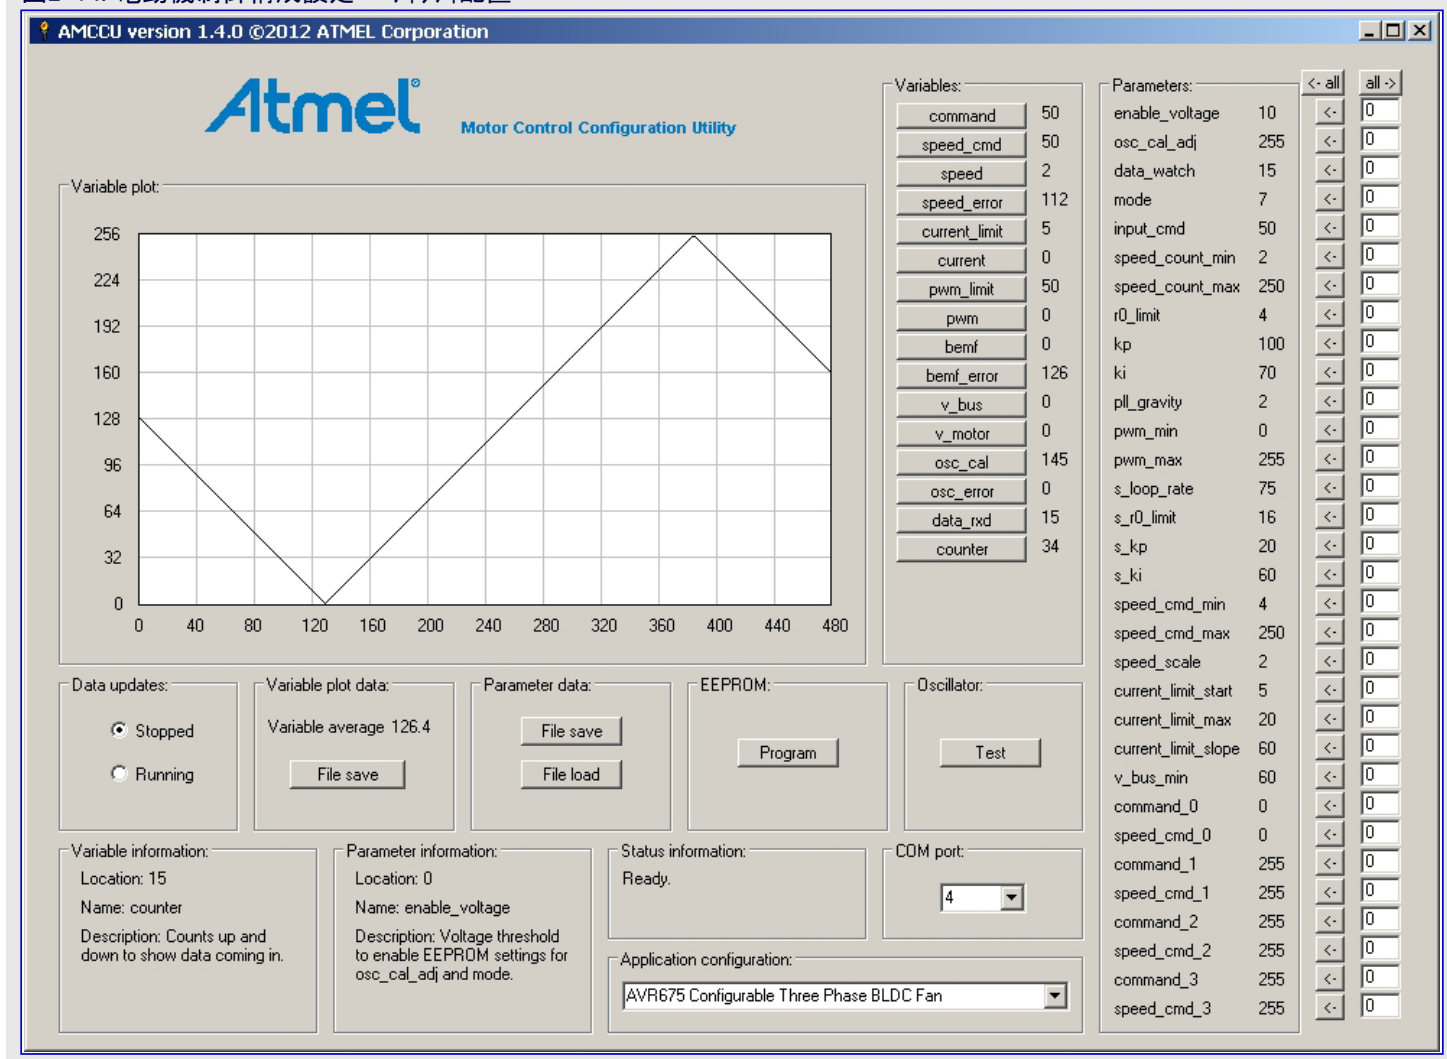 AMCCU version 1.4.0 ©2012 ATMEL Corporation
Atmel®
Motor Control Configuration Utility
Variable plot:
256
224
192
160
128
96
64
32
0
0 40 80 120 160 200 240 280 320 360 400 440 480
Variables:
command 50
speed_cmd 50
speed 2
speed_error 112
current_limit 5
current 0
pwm_limit 50
pwm 0
bemf 0
bemf_error 126
v_bus 0
v_motor 0
osc_cal 145
osc_error 0
data_rxd 15
counter 34
Parameters: <- all all ->
enable_voltage 10 <- 0
osc_cal_adj 255 <- 0
data_watch 15 <- 0
mode 7 <- 0
input_cmd 50 <- 0
speed_count_min 2 <- 0
speed_count_max 250 <- 0
r0_limit 4 <- 0
kp 100 <- 0
ki 70 <- 0
pll_gravity 2 <- 0
pwm_min 0 <- 0
pwm_max 255 <- 0
s_loop_rate 75 <- 0
s_r0_limit 16 <- 0
s_kp 20 <- 0
s_ki 60 <- 0
speed_cmd_min 4 <- 0
speed_cmd_max 250 <- 0
speed_scale 2 <- 0
current_limit_start 5 <- 0
current_limit_max 20 <- 0
current_limit_slope 60 <- 0
v_bus_min 60 <- 0
command_0 0 <- 0
speed_cmd_0 0 <- 0
command_1 255 <- 0
speed_cmd_1 255 <- 0
command_2 255 <- 0
speed_cmd_2 255 <- 0
command_3 255 <- 0
speed_cmd_3 255 <- 0
Data updates:
Stopped
Running
Variable plot data:
Variable average 126.4
File save
Parameter data:
File save
File load
EEPROM:
Program
Oscillator:
Test
Variable information:
Location: 15
Name: counter
Description: Counts up and
down to show data coming in.
Parameter information:
Location: 0
Name: enable_voltage
Description: Voltage threshold
to enable EEPROM settings for
osc_cal_adj and mode.
Status information:
Ready.
COM port:
4
Application configuration:
AVR675 Configurable Three Phase BLDC Fan